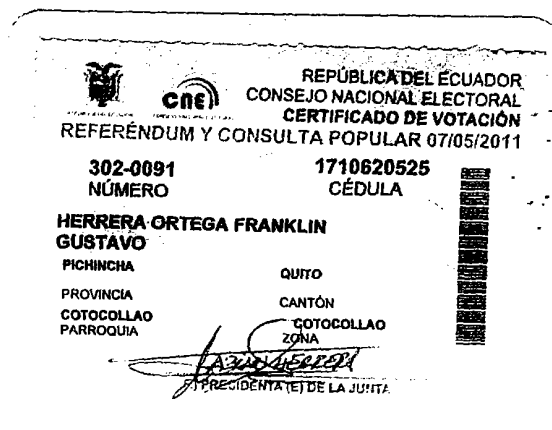 REPÚBLICA DEL ECUADOR
CONSEJO NACIONAL ELECTORAL
CERTIFICADO DE VOTACIÓN
cne
REFERÉNDUM Y CONSULTA POPULAR 07/05/2011
302-0091 1710620525
NÚMERO CÉDULA
HERRERA ORTEGA FRANKLIN
GUSTAVO
PICHINCHA QUITO
PROVINCIA CANTÓN
COTOCOLLAO COTOCOLLAO
PARROQUIA ZONA
F) PRESIDENTA (E) DE LA JUNTA